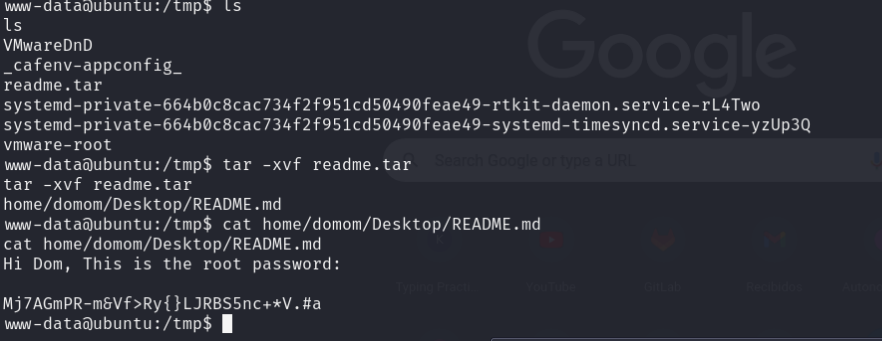 www-data@ubuntu:/tmp$ ls
ls
VMwareDnD
_cafenv-appconfig_
readme.tar
systemd-private-664b0c8cac734f2f951cd50490feae49-rtkit-daemon.service-rL4Two
systemd-private-664b0c8cac734f2f951cd50490feae49-systemd-timesyncd.service-yzUp3Q
vmware-root
www-data@ubuntu:/tmp$ tar -xvf readme.tar
tar -xvf readme.tar
home/domom/Desktop/README.md
www-data@ubuntu:/tmp$ cat home/domom/Desktop/README.md
cat home/domom/Desktop/README.md
Hi Dom, This is the root password:
Mj7AGmPR-m&Vf>Ry{}LJRBS5nc+*V.#a
www-data@ubuntu:/tmp$
Google
Search Google or type a URL
YouTube
GitLab